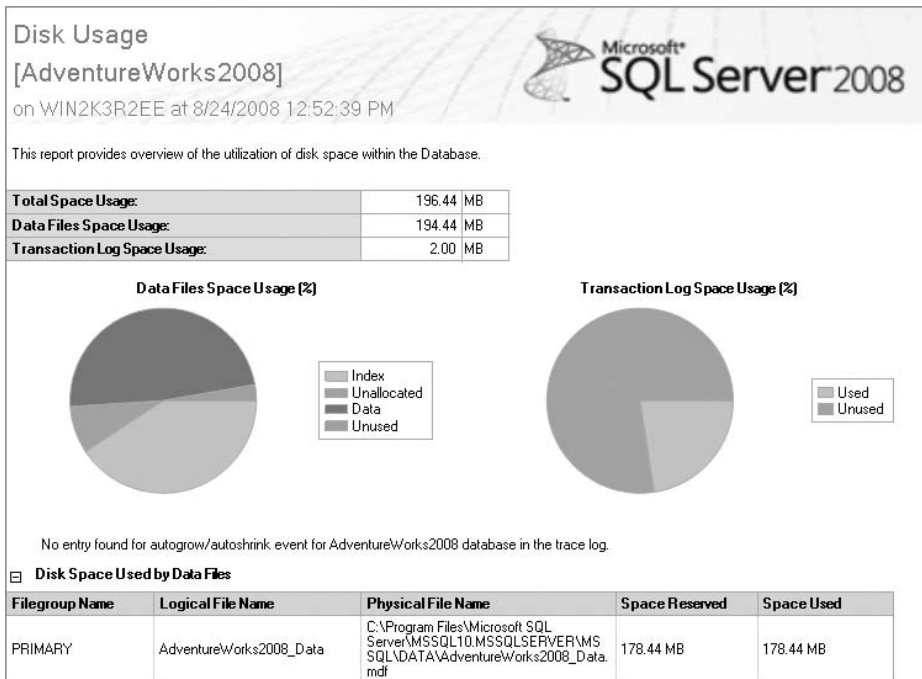 Disk Usage
[AdventureWorks2008]
on WIN2K3R2EE at 8/24/2008 12:52:39 PM
Microsoft®
SQL Server 2008
This report provides overview of the utilization of disk space within the Database.
Total Space Usage: 196.44 MB
Data Files Space Usage: 194.44 MB
Transaction Log Space Usage: 2.00 MB
Data Files Space Usage (%)
Index
Unallocated
Data
Unused
Transaction Log Space Usage (%)
Used
Unused
No entry found for autogrow/autoshrink event for AdventureWorks2008 database in the trace log.
Disk Space Used by Data Files
Filegroup Name Logical File Name Physical File Name Space Reserved Space Used
PRIMARY AdventureWorks2008_Data
C:\Program Files\Microsoft SQL
Server\MSSQL10.MSSQLSERVER\MS
SQL\DATA\AdventureWorks2008_Data.
mdf
178.44 MB 178.44 MB